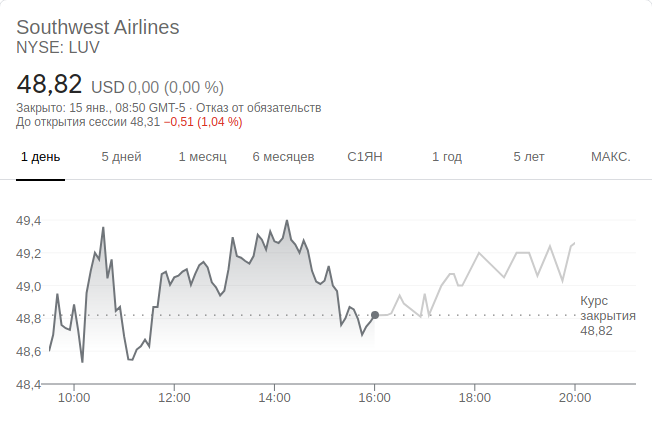 Southwest Airlines
NYSE: LUV
48,82 USD 0,00 (0,00 %)
Закрыто: 15 янв., 08:50 GMT-5 · Отказ от обязательств
До открытия сессии 48,31 −0,51 (1,04 %)
1 день 5 дней 1 месяц 6 месяцев С1ЯН 1 год 5 лет МАКС.
49,4
49,2
49,0
48,8
48,6
48,4
Курс
закрытия
48,82
10:00 12:00 14:00 16:00 18:00 20:00